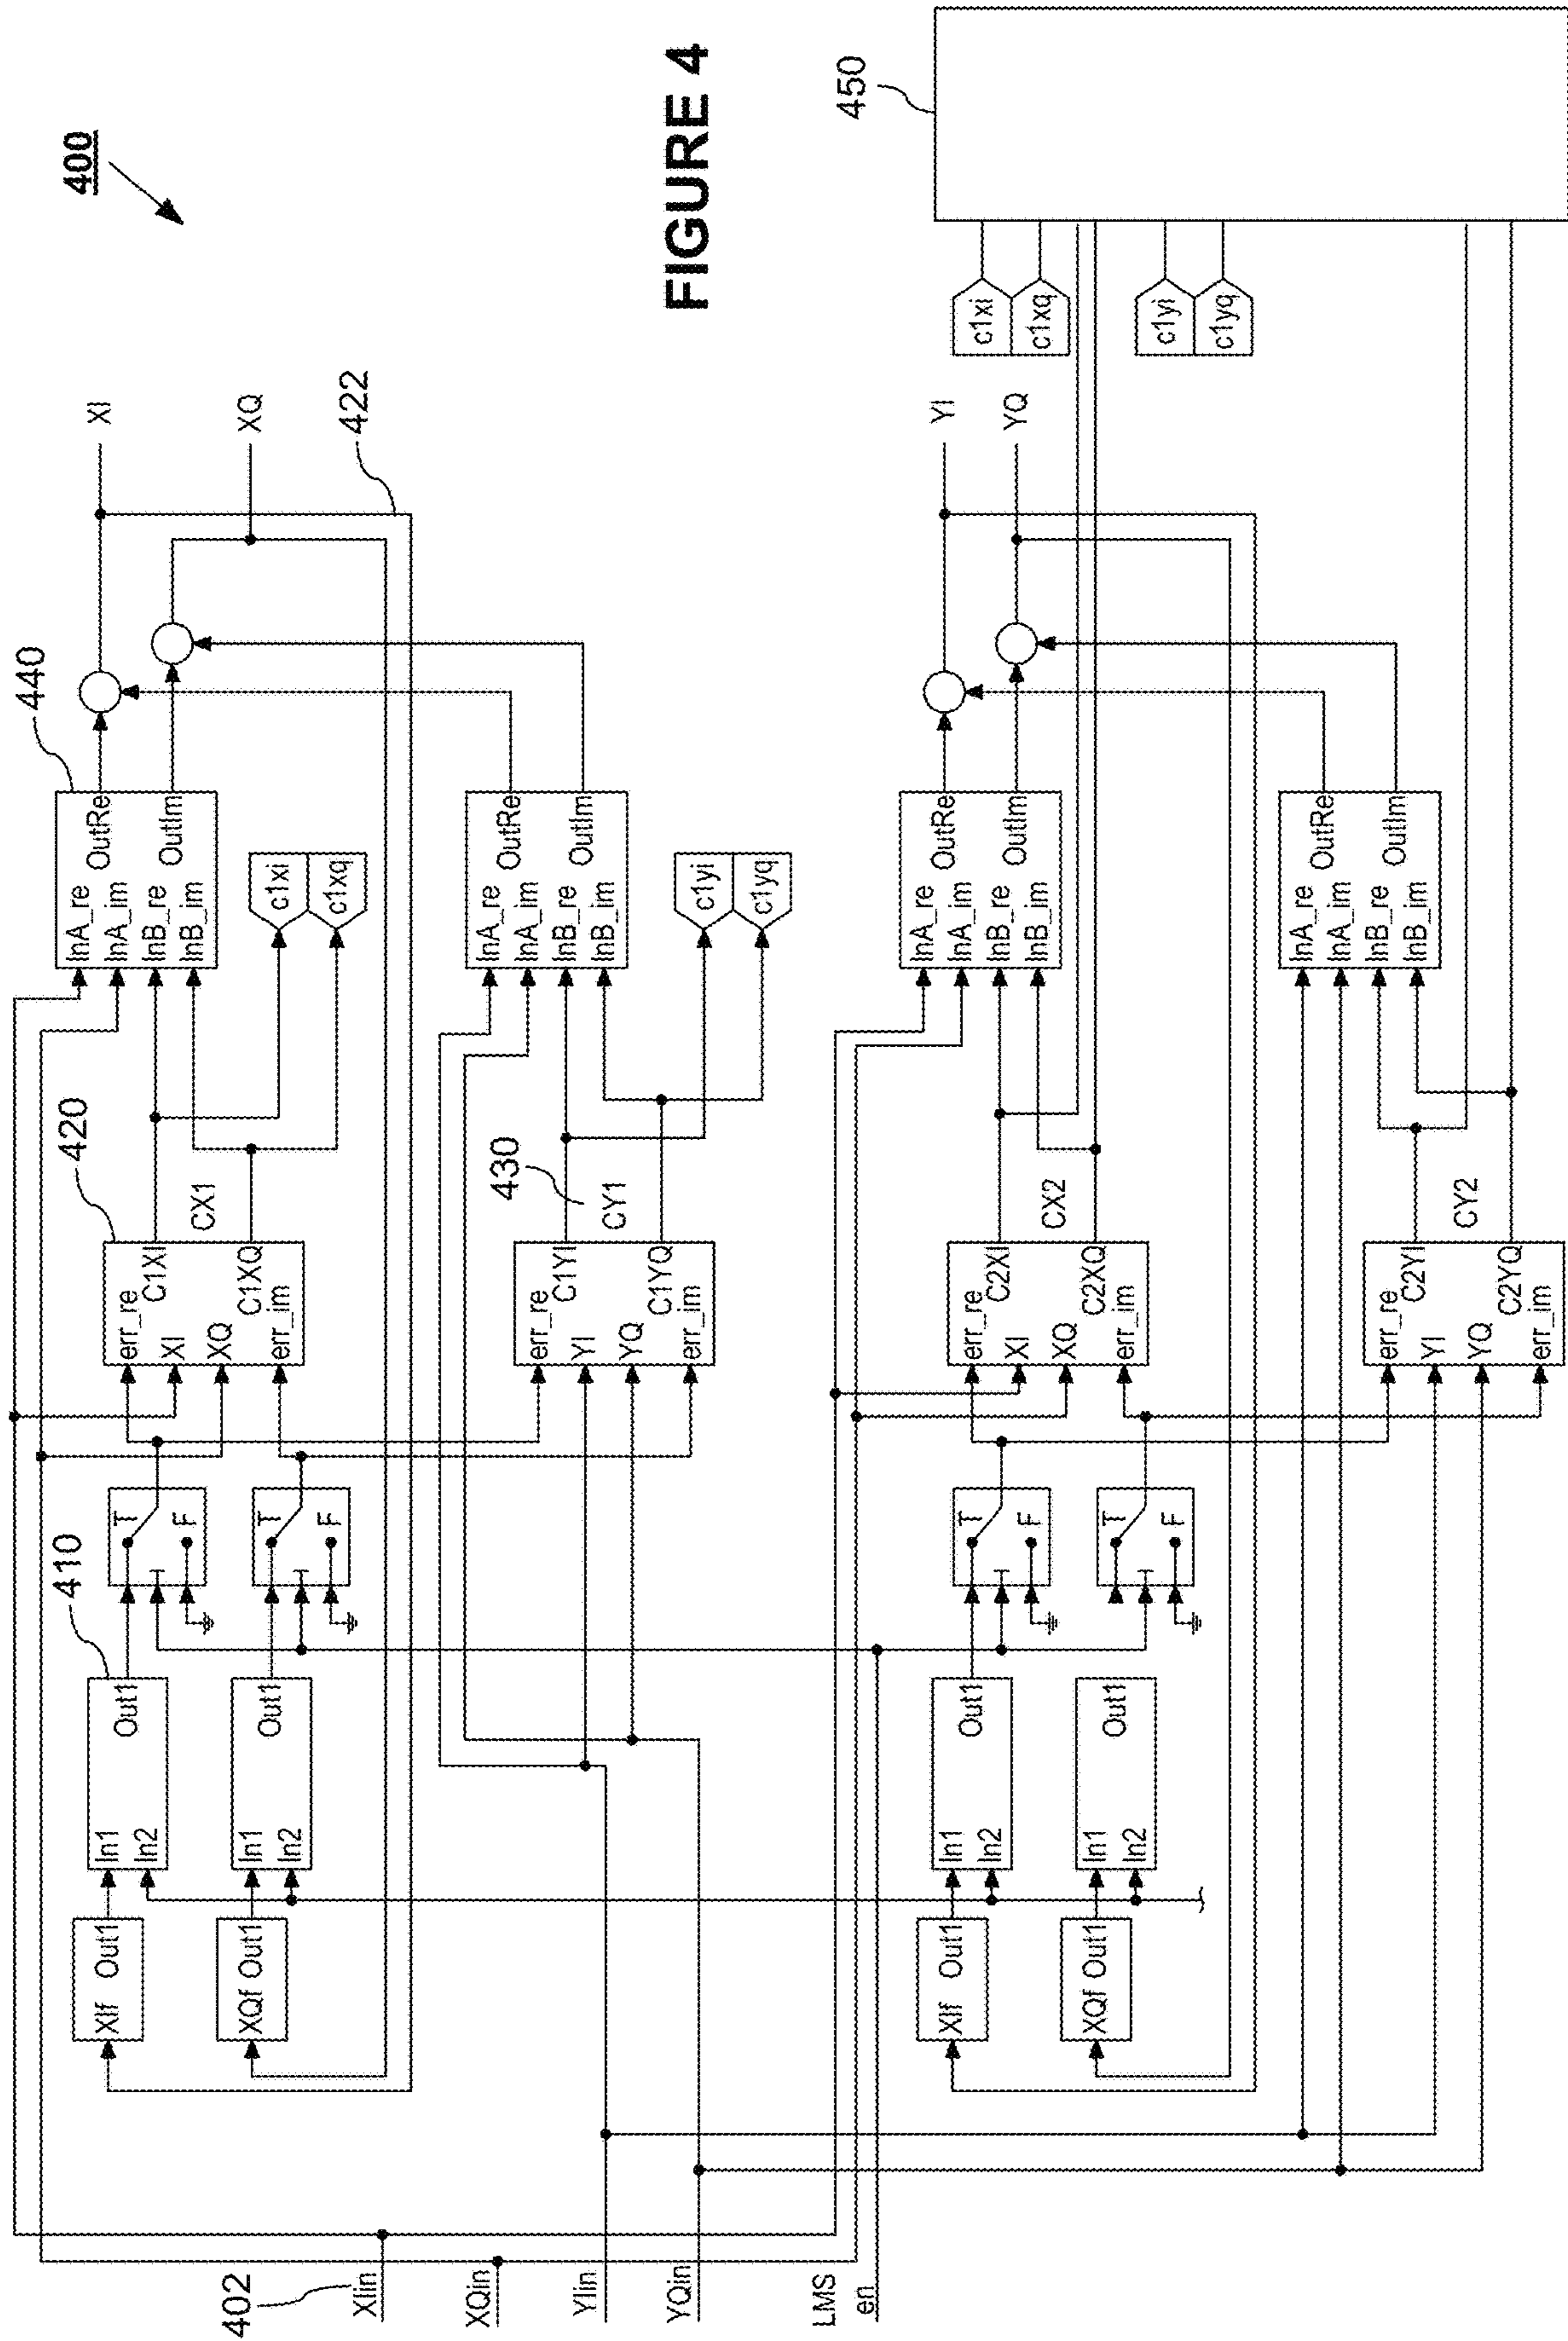 400
FIGURE 4
402
XIin
XQin
YIin
YQin
LMS
en
XIf Out1
XQf Out1
410
In1
In2
Out1
In1
In2
Out1
T
F
T
F
420
err_re
XI
XQ
err_im
C1XI
C1XQ
CX1
430
err_re
YI
YQ
err_im
C1YI
C1YQ
CY1
440
InA_re
InA_im
InB_re
InB_im
OutRe
OutIm
c1xi
c1xq
InA_re
InA_im
InB_re
InB_im
OutRe
OutIm
c1yi
c1yq
XI
XQ
422
XIf Out1
XQf Out1
In1
In2
Out1
In1
In2
Out1
T
F
T
F
err_re
XI
XQ
err_im
C2XI
C2XQ
CX2
err_re
YI
YQ
err_im
C2YI
C2YQ
CY2
InA_re
InA_im
InB_re
InB_im
OutRe
OutIm
InA_re
InA_im
InB_re
InB_im
OutRe
OutIm
YI
YQ
c1xi
c1xq
c1yi
c1yq
450